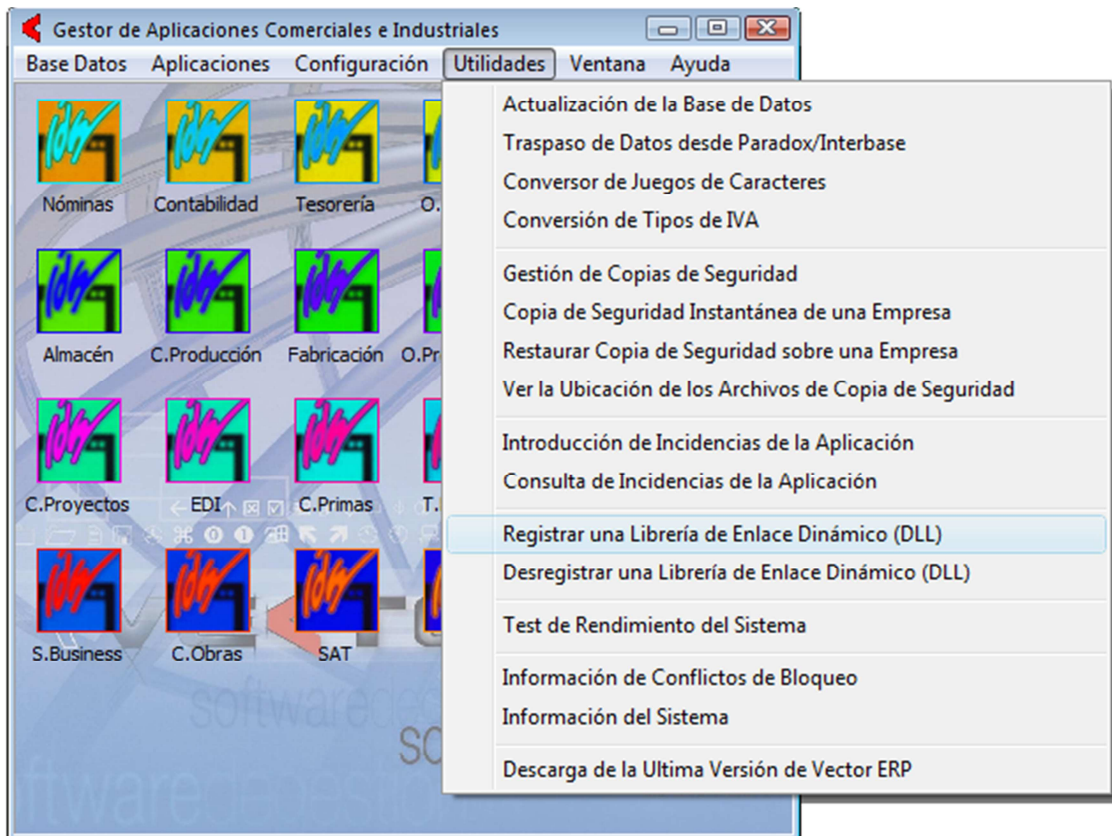 Gestor de Aplicaciones Comerciales e Industriales
Base Datos Aplicaciones Configuración Utilidades Ventana Ayuda
Actualización de la Base de Datos
Traspaso de Datos desde Paradox/Interbase
Conversor de Juegos de Caracteres
Conversión de Tipos de IVA
Gestión de Copias de Seguridad
Copia de Seguridad Instantánea de una Empresa
Restaurar Copia de Seguridad sobre una Empresa
Ver la Ubicación de los Archivos de Copia de Seguridad
Introducción de Incidencias de la Aplicación
Consulta de Incidencias de la Aplicación
Registrar una Librería de Enlace Dinámico (DLL)
Desregistrar una Librería de Enlace Dinámico (DLL)
Test de Rendimiento del Sistema
Información de Conflictos de Bloqueo
Información del Sistema
Descarga de la Ultima Versión de Vector ERP
Nóminas Contabilidad Tesorería O.
Almacén C.Producción Fabricación O.Pr
C.Proyectos EDI C.Primas T.
S.Business C.Obras SAT
software